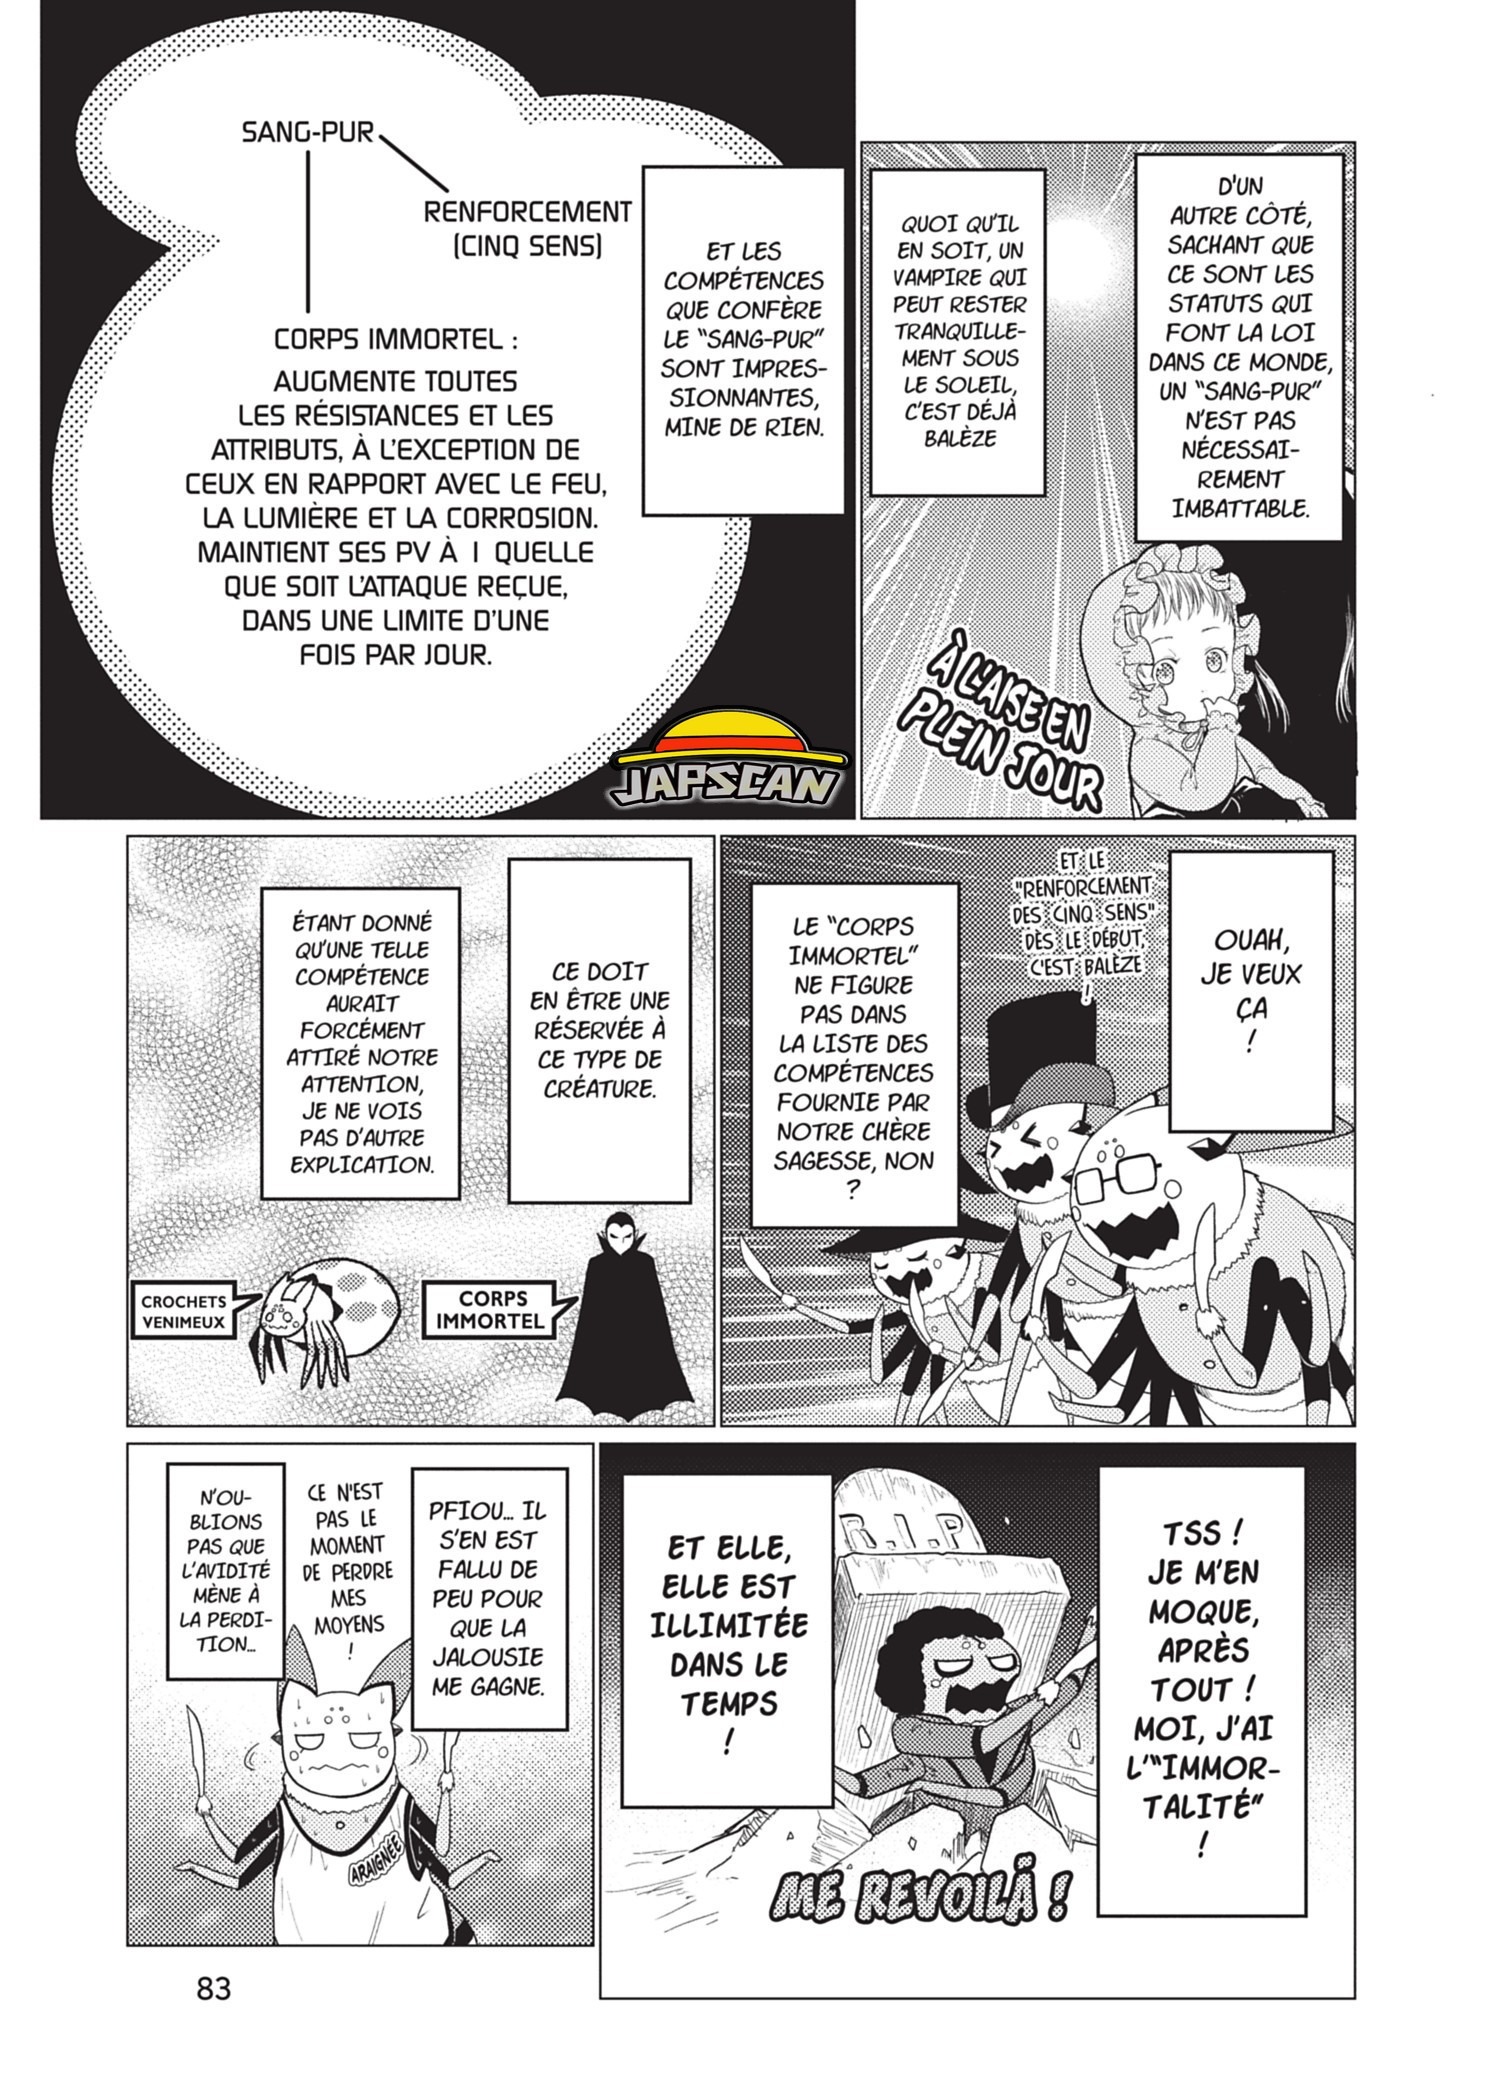 D'UN
AUTRE CÔTÉ,
SACHANT QUE
CE SONT LES
STATUTS QUI
FONT LA LOI
DANS CE MONDE,
UN "SANG-PUR"
N'EST PAS
NÉCESSAI-
REMENT
IMBATTABLE.
QUOI QU'IL
EN SOIT, UN
VAMPIRE QUI
PEUT RESTER
TRANQUILLE-
MENT SOUS
LE SOLEIL,
C'EST DÉJÀ
BALÈZE
À L'AISE EN
PLEIN JOUR
ET LES
COMPÉTENCES
QUE CONFÈRE
LE "SANG-PUR"
SONT IMPRES-
SIONNANTES,
MINE DE RIEN.
SANG-PUR
RENFORCEMENT
(CINQ SENS)
CORPS IMMORTEL :
AUGMENTE TOUTES
LES RÉSISTANCES ET LES
ATTRIBUTS, À L'EXCEPTION DE
CEUX EN RAPPORT AVEC LE FEU,
LA LUMIÈRE ET LA CORROSION.
MAINTIENT SES PV À 1 QUELLE
QUE SOIT L'ATTAQUE REÇUE,
DANS UNE LIMITE D'UNE
FOIS PAR JOUR.
JAPSCAN
OUAH,
JE VEUX
ÇA
!
ET LE
"RENFORCEMENT
DES CINQ SENS"
DÈS LE DÉBUT,
C'EST BALÈZE
!
LE "CORPS
IMMORTEL"
NE FIGURE
PAS DANS
LA LISTE DES
COMPÉTENCES
FOURNIE PAR
NOTRE CHÈRE
SAGESSE, NON
?
CE DOIT
EN ÊTRE UNE
RÉSERVÉE À
CE TYPE DE
CRÉATURE.
ÉTANT DONNÉ
QU'UNE TELLE
COMPÉTENCE
AURAIT
FORCÉMENT
ATTIRÉ NOTRE
ATTENTION,
JE NE VOIS
PAS D'AUTRE
EXPLICATION.
CORPS
IMMORTEL
CROCHETS
VENIMEUX
TSS !
JE M'EN
MOQUE,
APRÈS
TOUT !
MOI, J'AI
L'"IMMOR-
TALITÉ"
!
R.I.P
ET ELLE,
ELLE EST
ILLIMITÉE
DANS LE
TEMPS
!
ME REVOILÀ !
PFIOU... IL
S'EN EST
FALLU DE
PEU POUR
QUE LA
JALOUSIE
ME GAGNE.
CE N'EST
PAS LE
MOMENT
DE PERDRE
MES
MOYENS
!
N'OU-
BLIONS
PAS QUE
L'AVIDITÉ
MÈNE À
LA PERDI-
TION...
ARAIGNÉE
83